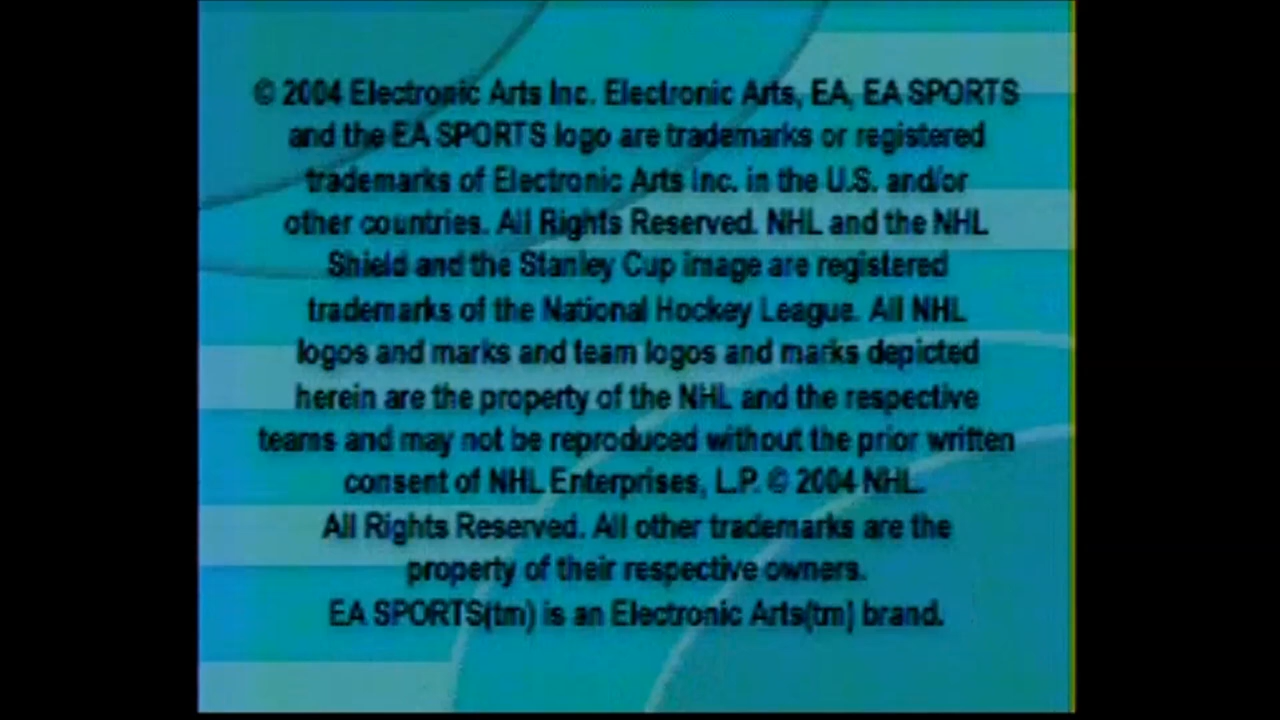 © 2004 Electronic Arts Inc. Electronic Arts, EA, EA SPORTS
and the EA SPORTS logo are trademarks or registered
trademarks of Electronic Arts Inc. in the U.S. and/or
other countries. All Rights Reserved. NHL and the NHL
Shield and the Stanley Cup image are registered
trademarks of the National Hockey League. All NHL
logos and marks and team logos and marks depicted
herein are the property of the NHL and the respective
teams and may not be reproduced without the prior written
consent of NHL Enterprises, L.P. © 2004 NHL.
All Rights Reserved. All other trademarks are the
property of their respective owners.
EA SPORTS(tm) is an Electronic Arts(tm) brand.